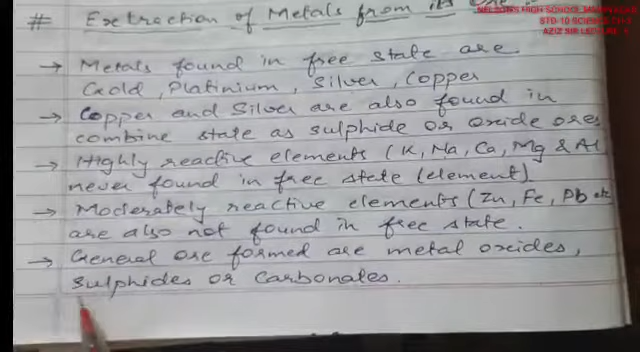 # Extraction of Metals from its Ore
→ Metals found in free state are
Gold, Platinium, Silver, Copper
→ Copper and Silver are also found in
combine state as sulphide or oxide ores
→ Highly reactive elements (K, Na, Ca, Mg & Al
never found in free state (element)
→ Moderately reactive elements (Zn, Fe, Pb etc
are also not found in free state.
→ General ore formed are metal oxides,
sulphides or Carbonates.